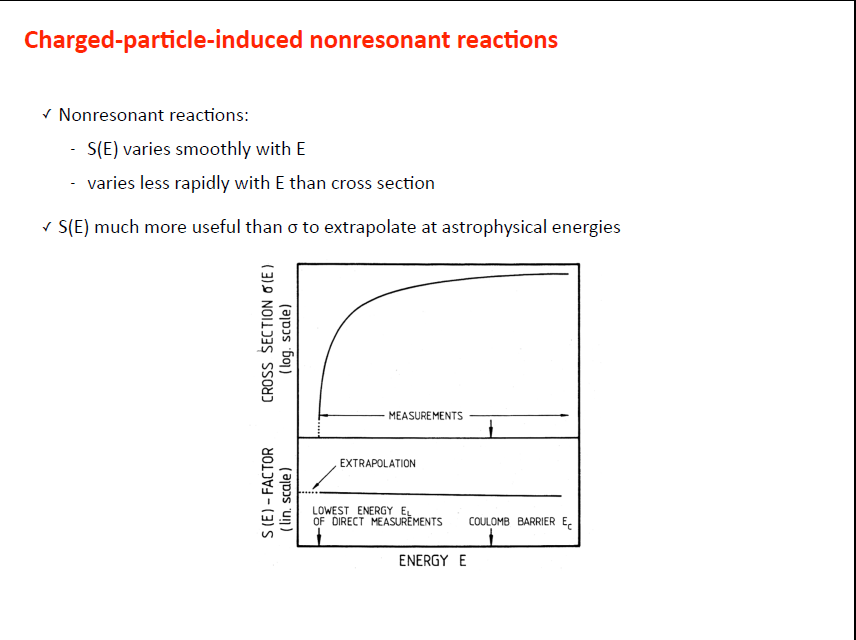 Charged-particle-induced nonresonant reactions
✓ Nonresonant reactions:
- S(E) varies smoothly with E
- varies less rapidly with E than cross section
✓ S(E) much more useful than σ to extrapolate at astrophysical energies
CROSS SECTION σ(E)
(log. scale)
MEASUREMENTS
S(E)-FACTOR
(lin. scale)
EXTRAPOLATION
LOWEST ENERGY E_L
OF DIRECT MEASUREMENTS
COULOMB BARRIER E_C
ENERGY E